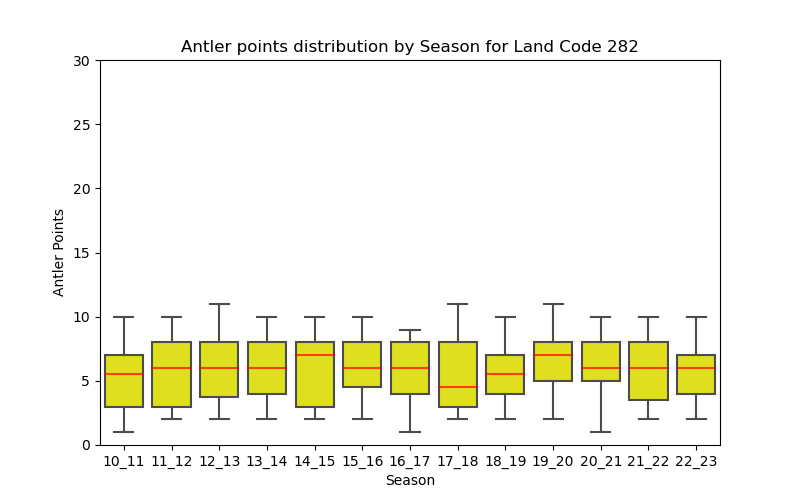 Antler points distribution by Season for Land Code 282
30
25
20
15
10
5
0
Antler Points
10_11 11_12 12_13 13_14 14_15 15_16 16_17 17_18 18_19 19_20 20_21 21_22 22_23
Season